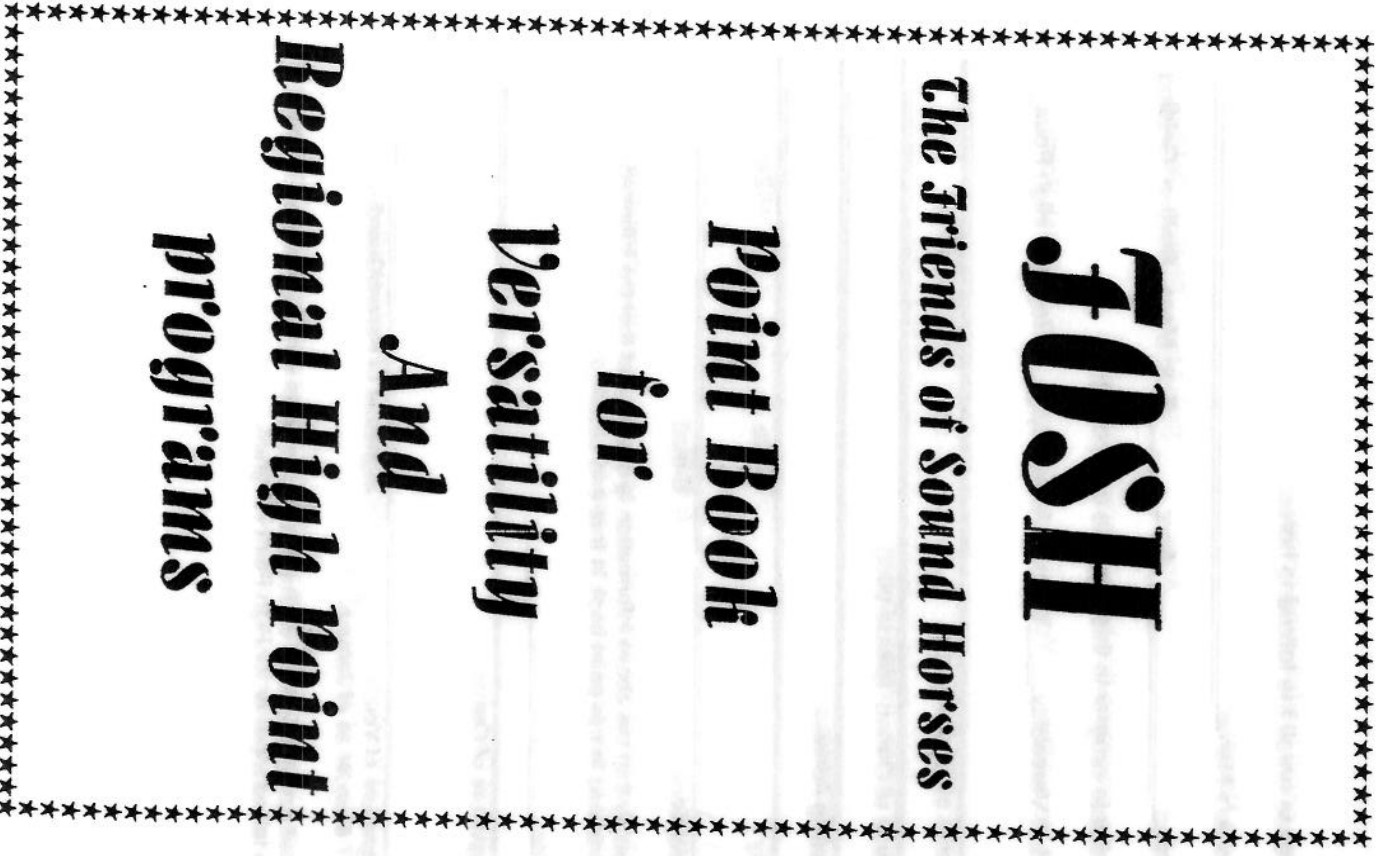 FOSH
The Friends of Sound Horses
Point Book
for
Versatility
And
Regional High Point
programs